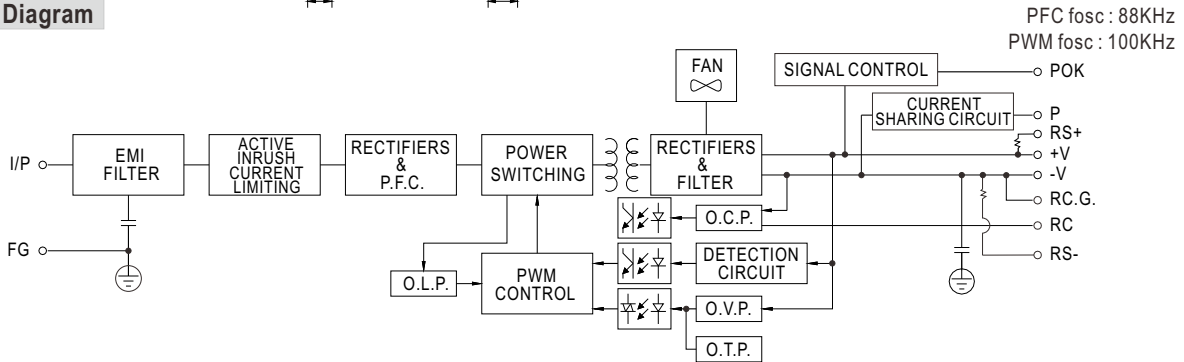 Diagram
PFC fosc : 88KHz
PWM fosc : 100KHz
FAN
SIGNAL CONTROL
POK
CURRENT
SHARING CIRCUIT
P
RS+
+V
-V
RC.G.
RC
RS-
I/P
EMI
FILTER
ACTIVE
INRUSH
CURRENT
LIMITING
RECTIFIERS
&
P.F.C.
POWER
SWITCHING
RECTIFIERS
&
FILTER
O.C.P.
FG
DETECTION
CIRCUIT
O.L.P.
PWM
CONTROL
O.V.P.
O.T.P.